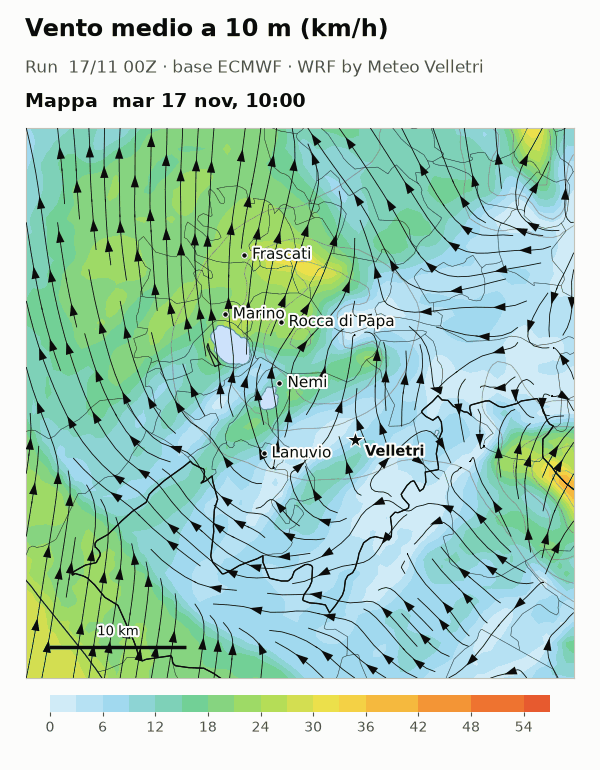 Vento medio a 10 m (km/h)
Run  17/11 00Z · base ECMWF · WRF by Meteo Velletri
Mappa  mar 17 nov, 10:00
Frascati
Marino
Rocca di Papa
Nemi
Velletri
Lanuvio
10 km
0 6 12 18 24 30 36 42 48 54